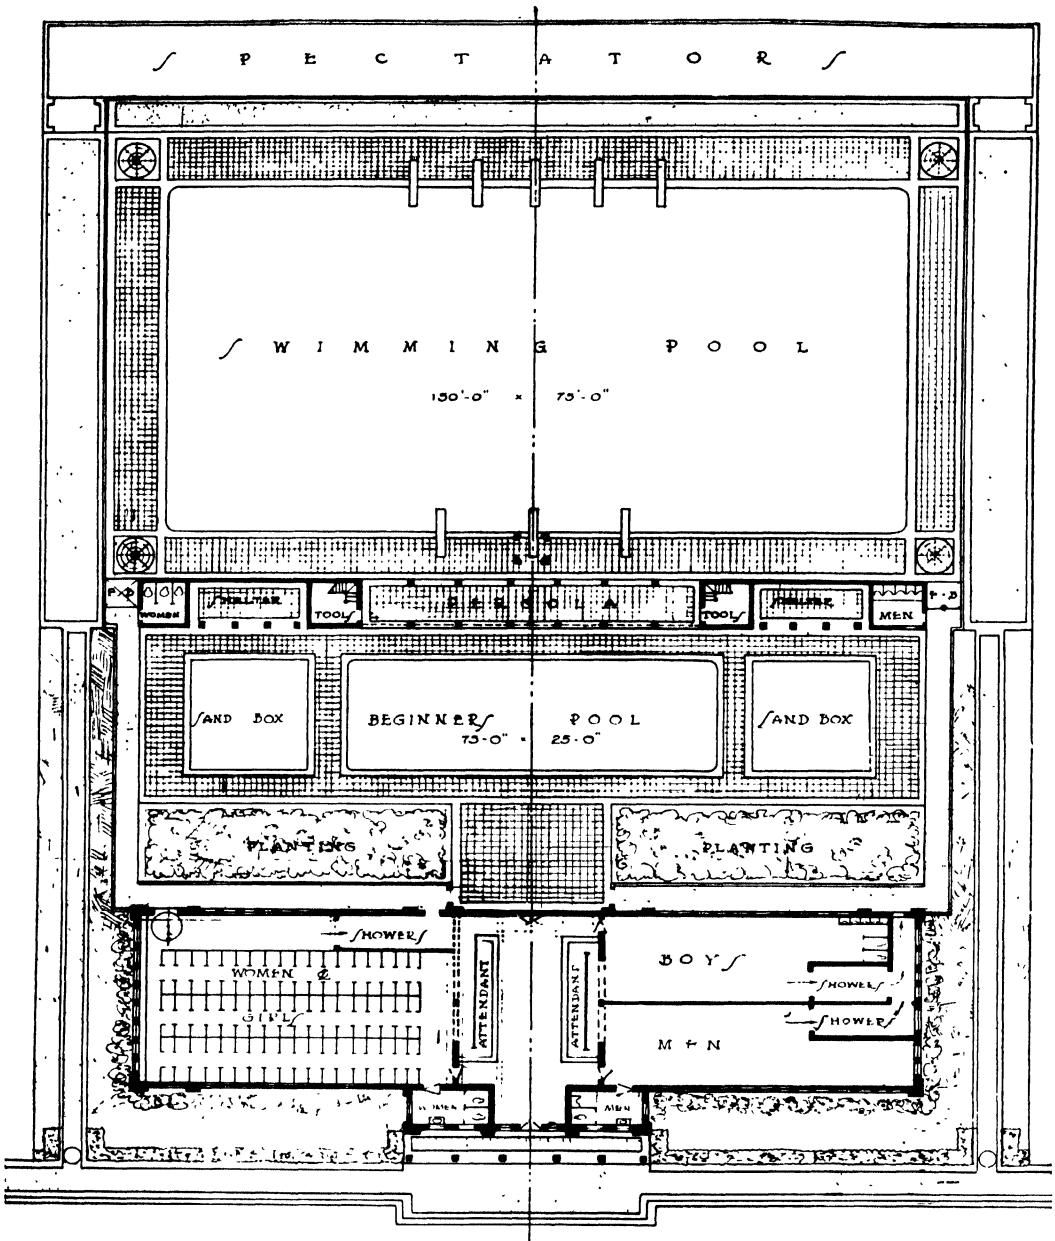 SPECTATORS
SWIMMING POOL
150'-0" x 75'-0"
F D
WOMEN
SHELTER
TOOLS
PERGOLA
TOOLS
SHELTER
MEN
F D
SAND BOX
BEGINNERS POOL
75-0" x 25-0"
SAND BOX
PLANTING
PLANTING
SHOWERS
WOMEN &
GIRLS
ATTENDANT
ATTENDANT
BOYS
SHOWERS
SHOWERS
MEN
WOMEN
MEN